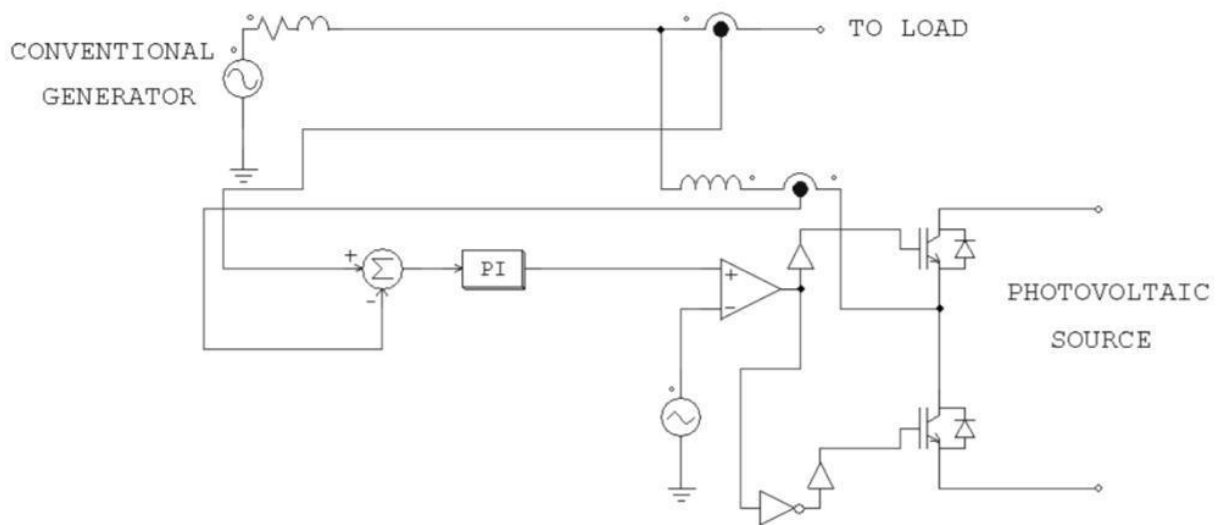 TO LOAD
CONVENTIONAL
GENERATOR
+
Σ
-
PI
+
-
PHOTOVOLTAIC
SOURCE